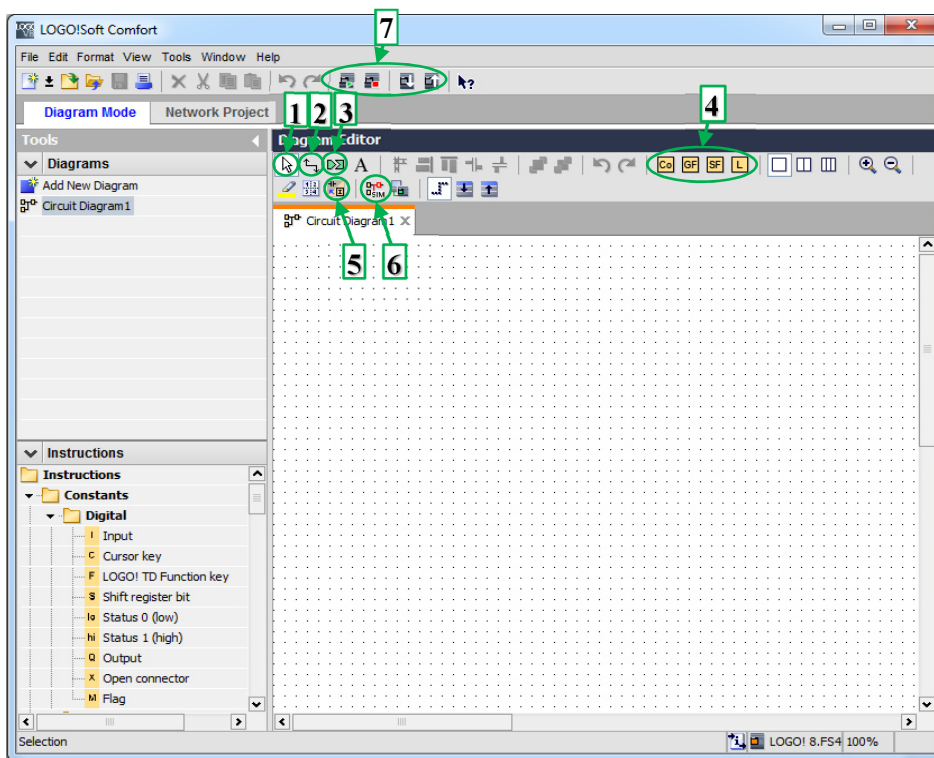 LOGO!Soft Comfort
7
File Edit Format View Tools Window Help
Diagram Mode Network Project
1 2 3
4
Tools
Diagram Editor
Diagrams
A
Co GF SF L
Add New Diagram
SIM
Circuit Diagram1
Circuit Diagram1
5 6
Instructions
Instructions
Constants
Digital
I Input
C Cursor key
F LOGO! TD Function key
S Shift register bit
lo Status 0 (low)
hi Status 1 (high)
Q Output
X Open connector
M Flag
Selection
LOGO! 8.FS4 100%